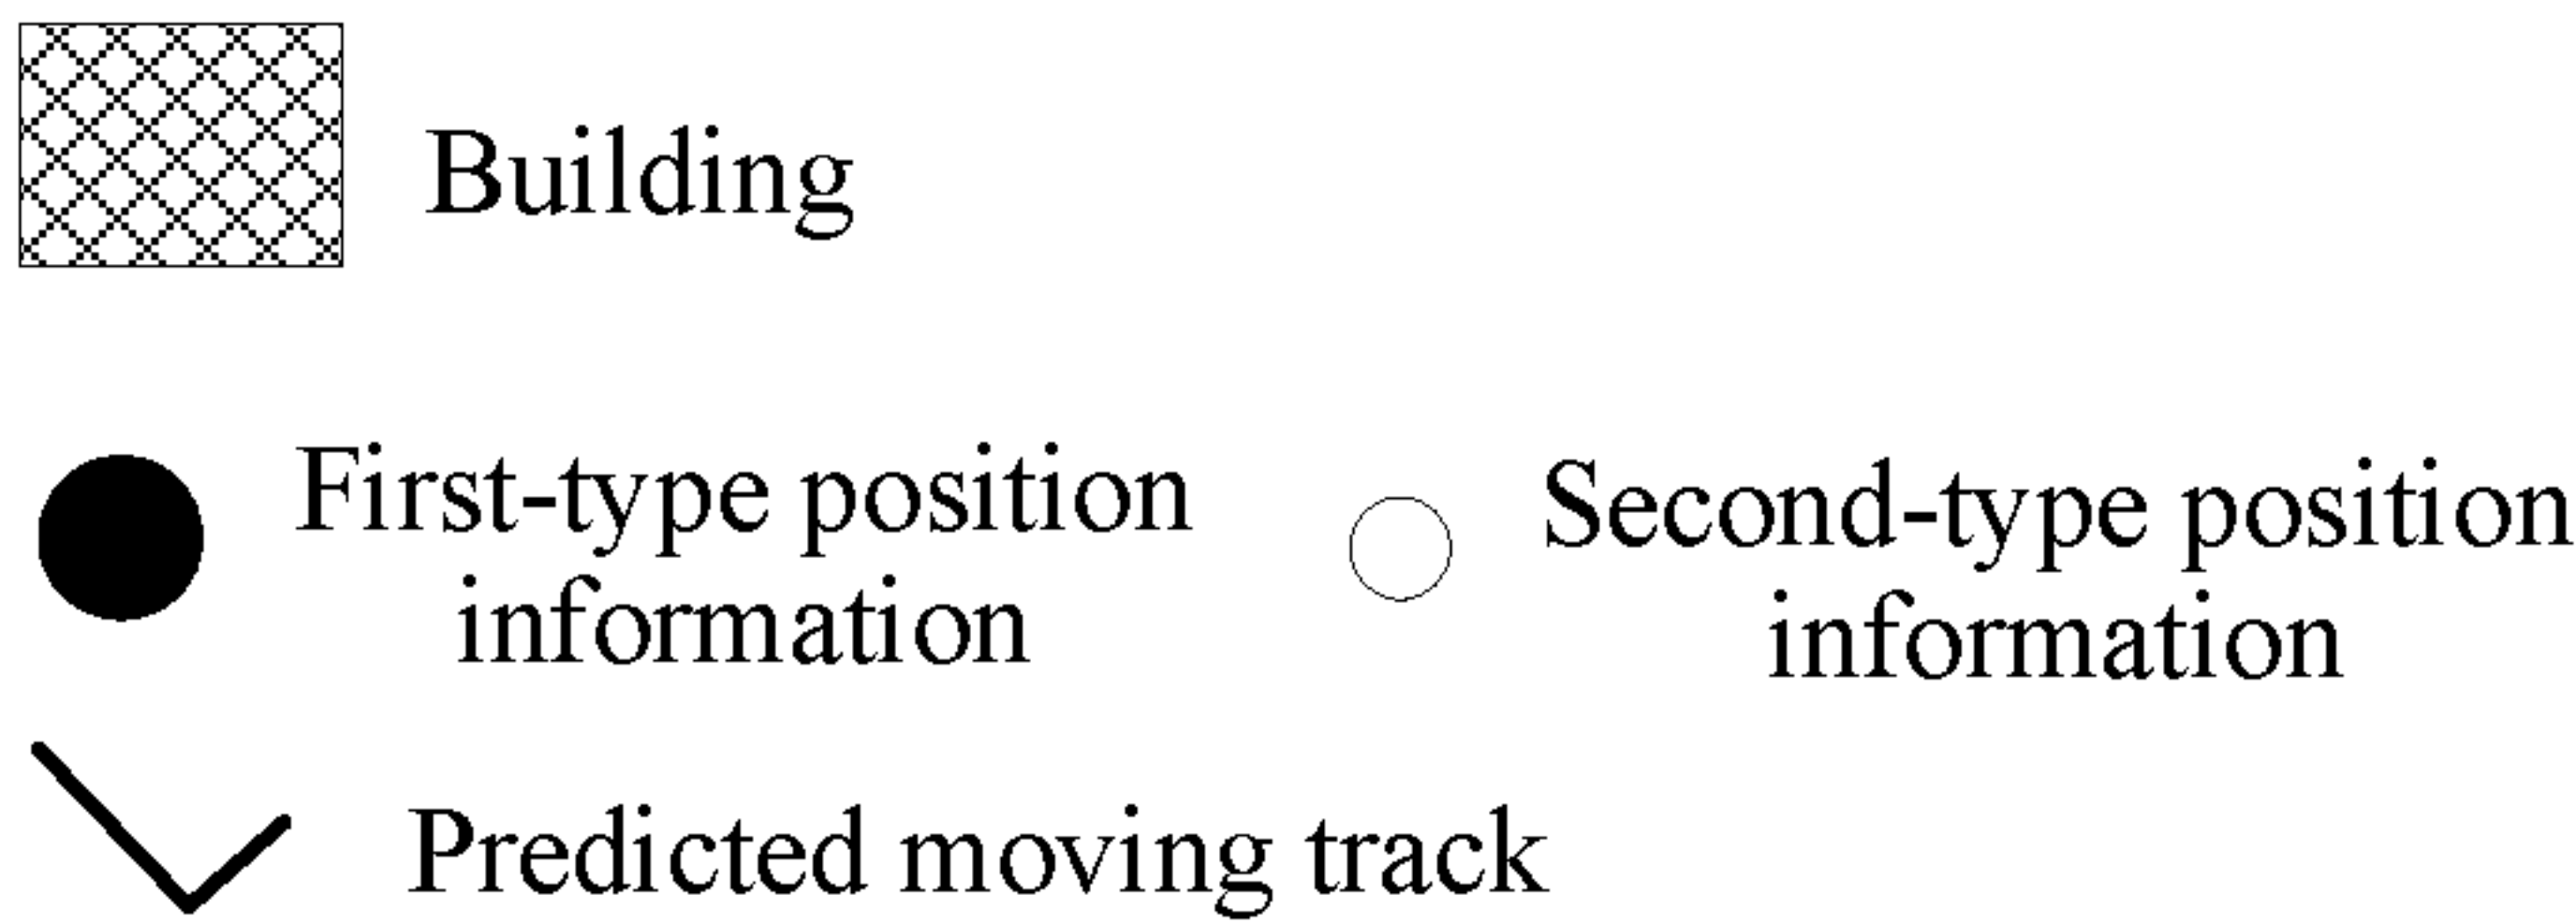 Building
First-type position
information
Second-type position
information
Predicted moving track